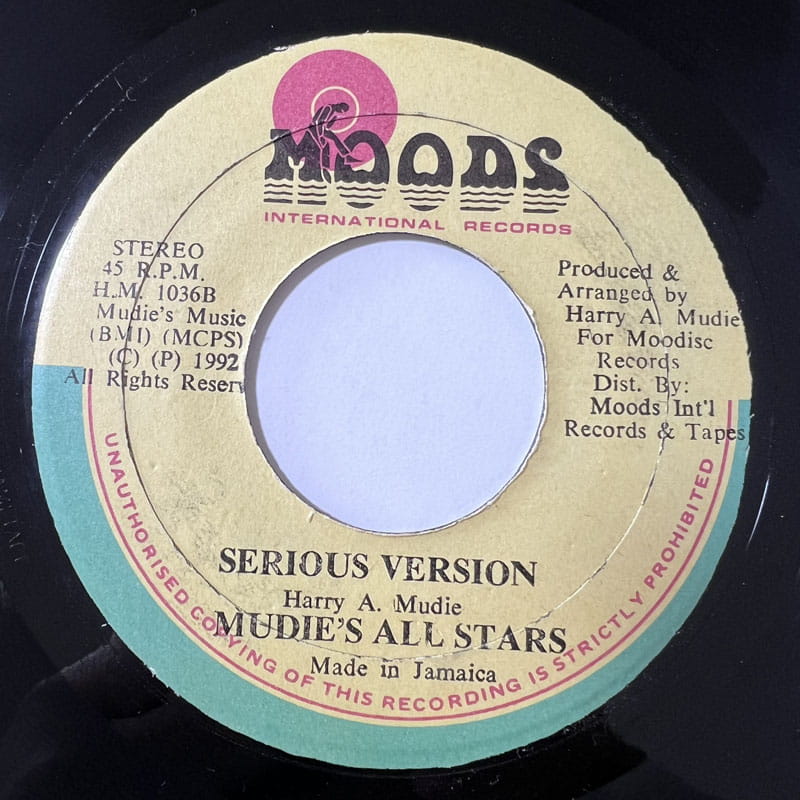 MOODS
INTERNATIONAL RECORDS
STEREO
45 R.P.M.
H.M. 1036B
Mudie's Music
(BMI) (MCPS)
(C) (P) 1992
All Rights Reserv
Produced &
Arranged by
Harry A. Mudie
For Moodisc
Records
Dist. By:
Moods Int'l
Records & Tapes
SERIOUS VERSION
Harry A. Mudie
MUDIE'S ALL STARS
Made in Jamaica
UNAUTHORISED COPYING OF THIS RECORDING IS STRICTLY PROHIBITED